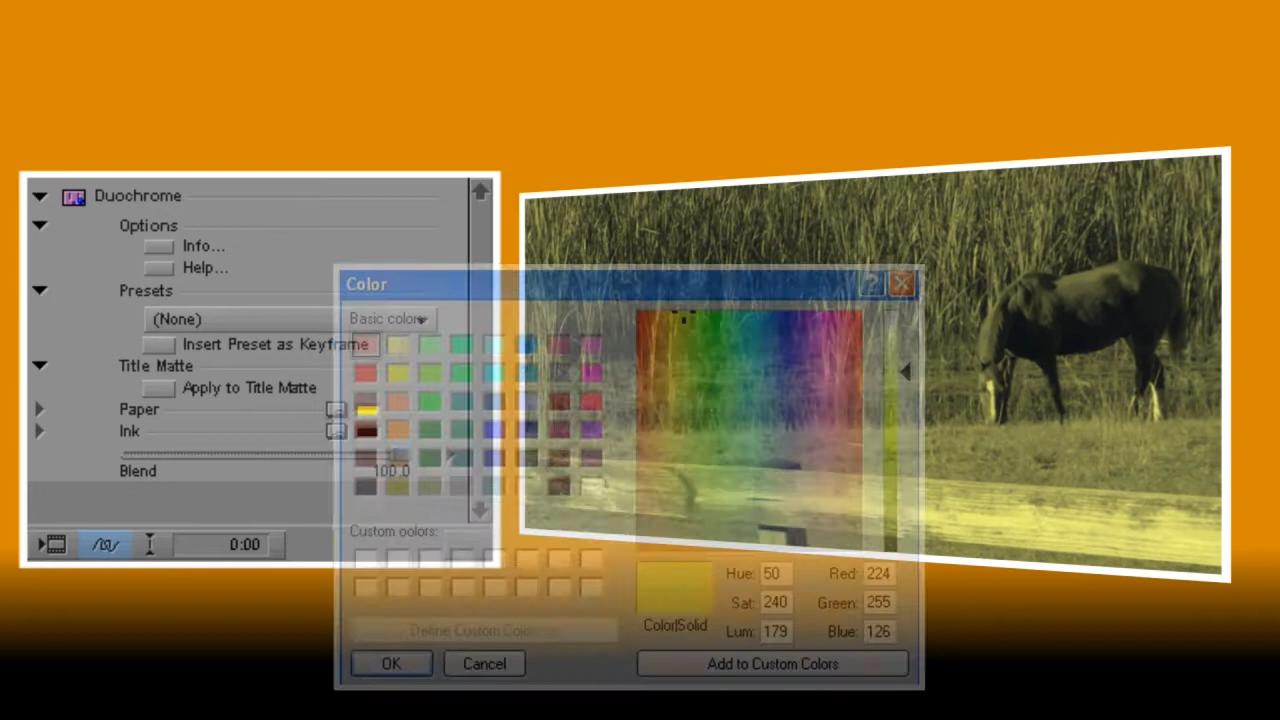 Duochrome
Options
Info...
Help...
Presets
(None)
Insert Preset as Keyframe
Title Matte
Apply to Title Matte
Paper
Ink
Blend
100.0
0:00
Color
Basic colors
Custom colors:
Define Custom Colors
OK
Cancel
Hue: 50
Sat: 240
Lum: 179
Red: 224
Green: 255
Blue: 126
Color|Solid
Add to Custom Colors